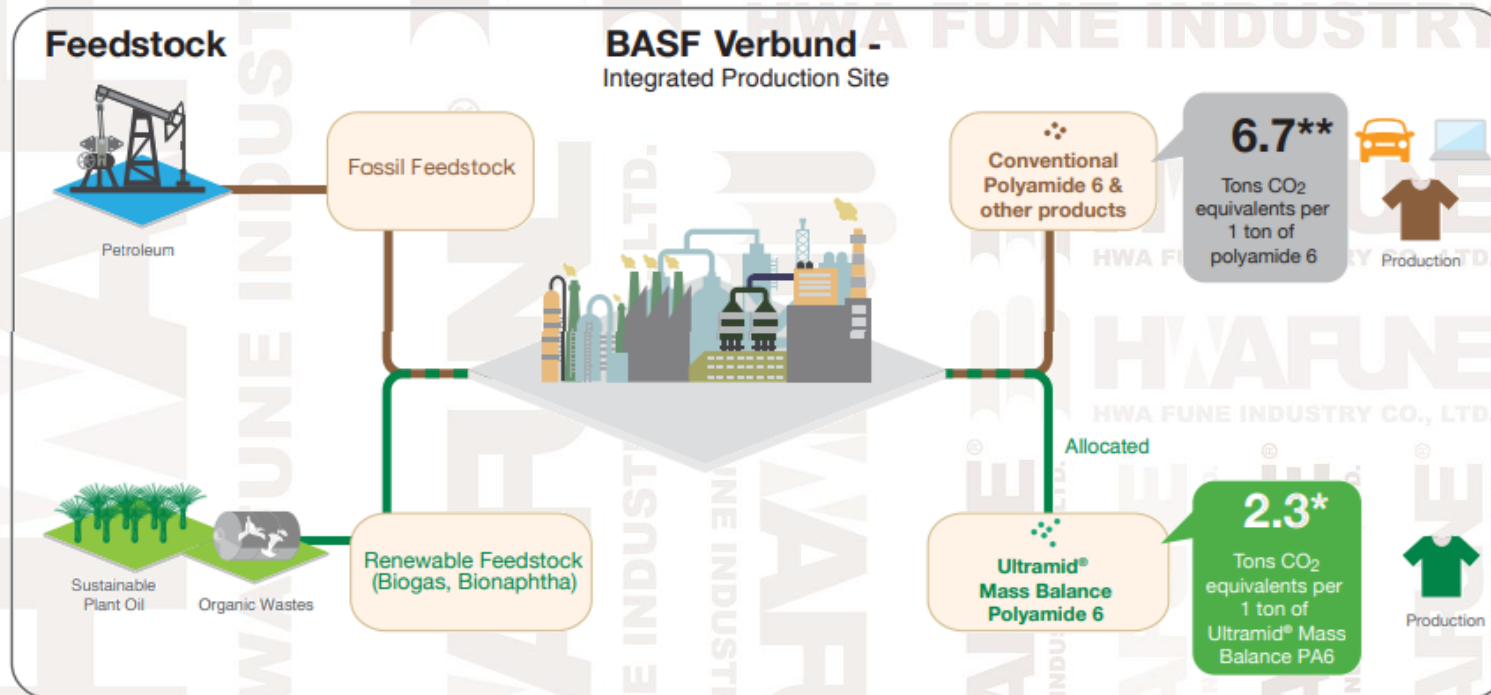 Feedstock
BASF Verbund -
Integrated Production Site
Petroleum
Fossil Feedstock
Conventional
Polyamide 6 &
other products
6.7**
Tons CO2
equivalents per
1 ton of
polyamide 6
Production
Allocated
Sustainable
Plant Oil
Organic Wastes
Renewable Feedstock
(Biogas, Bionaphtha)
Ultramid®
Mass Balance
Polyamide 6
2.3*
Tons CO2
equivalents per
1 ton of
Ultramid® Mass
Balance PA6
Production
HWA FUNE INDUSTRY
HWAFUNE
HWA FUNE INDUSTRY CO., LTD.